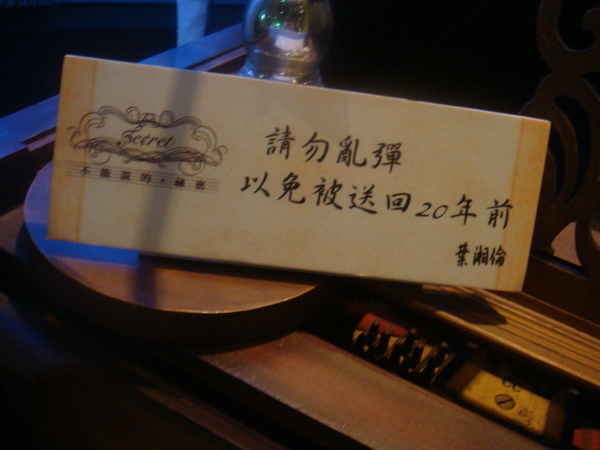 Secret
不能說的·祕密
請勿亂彈
以免被送回20年前
葉湘倫